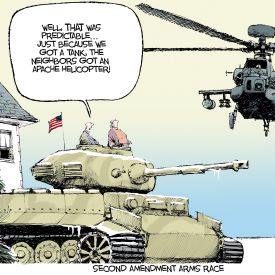 WELL, THAT WAS
PREDICTABLE...
JUST BECAUSE WE
GOT A TANK, THE
NEIGHBORS GOT AN
APACHE HELICOPTER!
SECOND AMENDMENT ARMS RACE